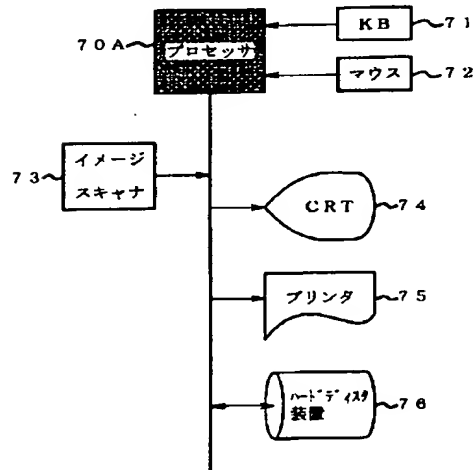 70A
プロセッサ
KB
71
マウス
72
73
イメージ
スキャナ
CRT
74
プリンタ
75
ハードディスク
装置
76